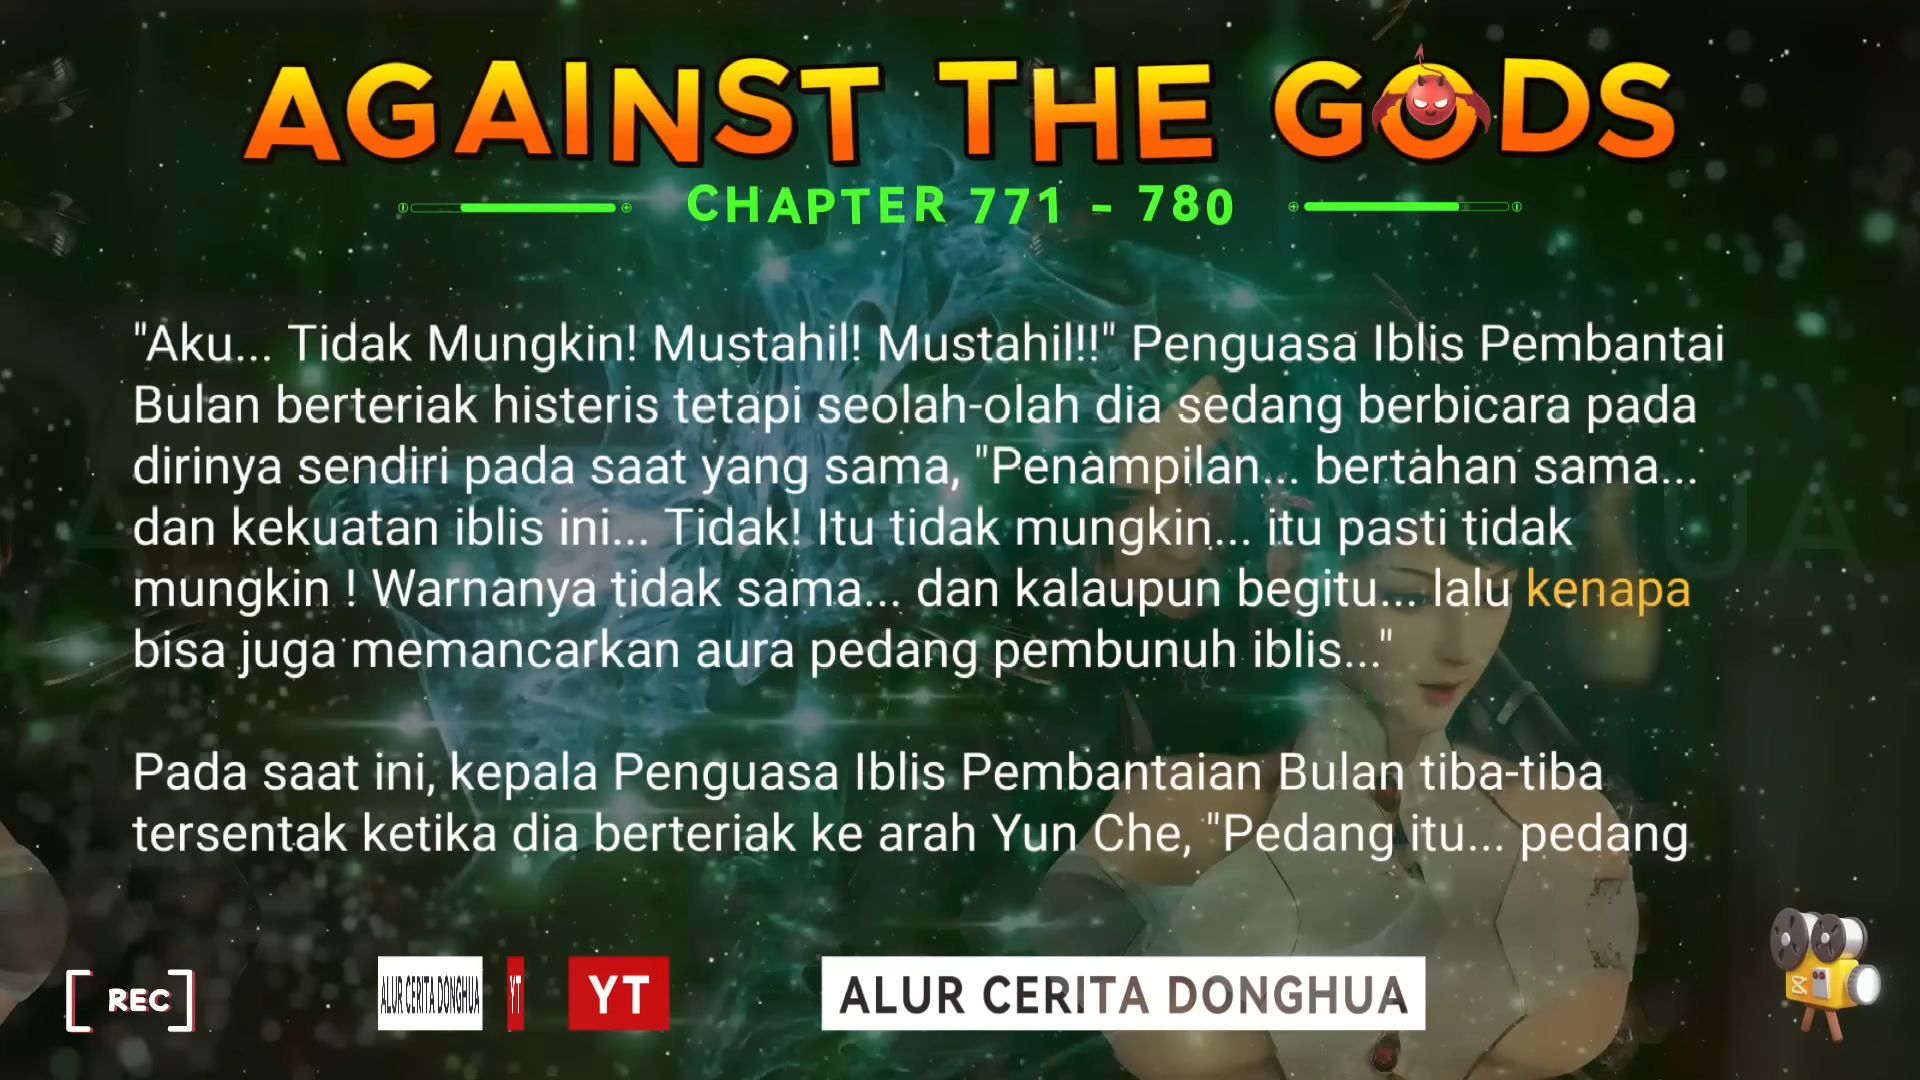 AGAINST THE GODS
CHAPTER 771 - 780
"Aku... Tidak Mungkin! Mustahil! Mustahil!!" Penguasa Iblis Pembantai
Bulan berteriak histeris tetapi seolah-olah dia sedang berbicara pada
dirinya sendiri pada saat yang sama, "Penampilan... bertahan sama...
dan kekuatan iblis ini... Tidak! Itu tidak mungkin... itu pasti tidak
mungkin ! Warnanya tidak sama... dan kalaupun begitu... lalu kenapa
bisa juga memancarkan aura pedang pembunuh iblis..."
Pada saat ini, kepala Penguasa Iblis Pembantaian Bulan tiba-tiba
tersentak ketika dia berteriak ke arah Yun Che, "Pedang itu... pedang
REC
ALUR CERITA DONGHUA
YT
YT
ALUR CERITA DONGHUA